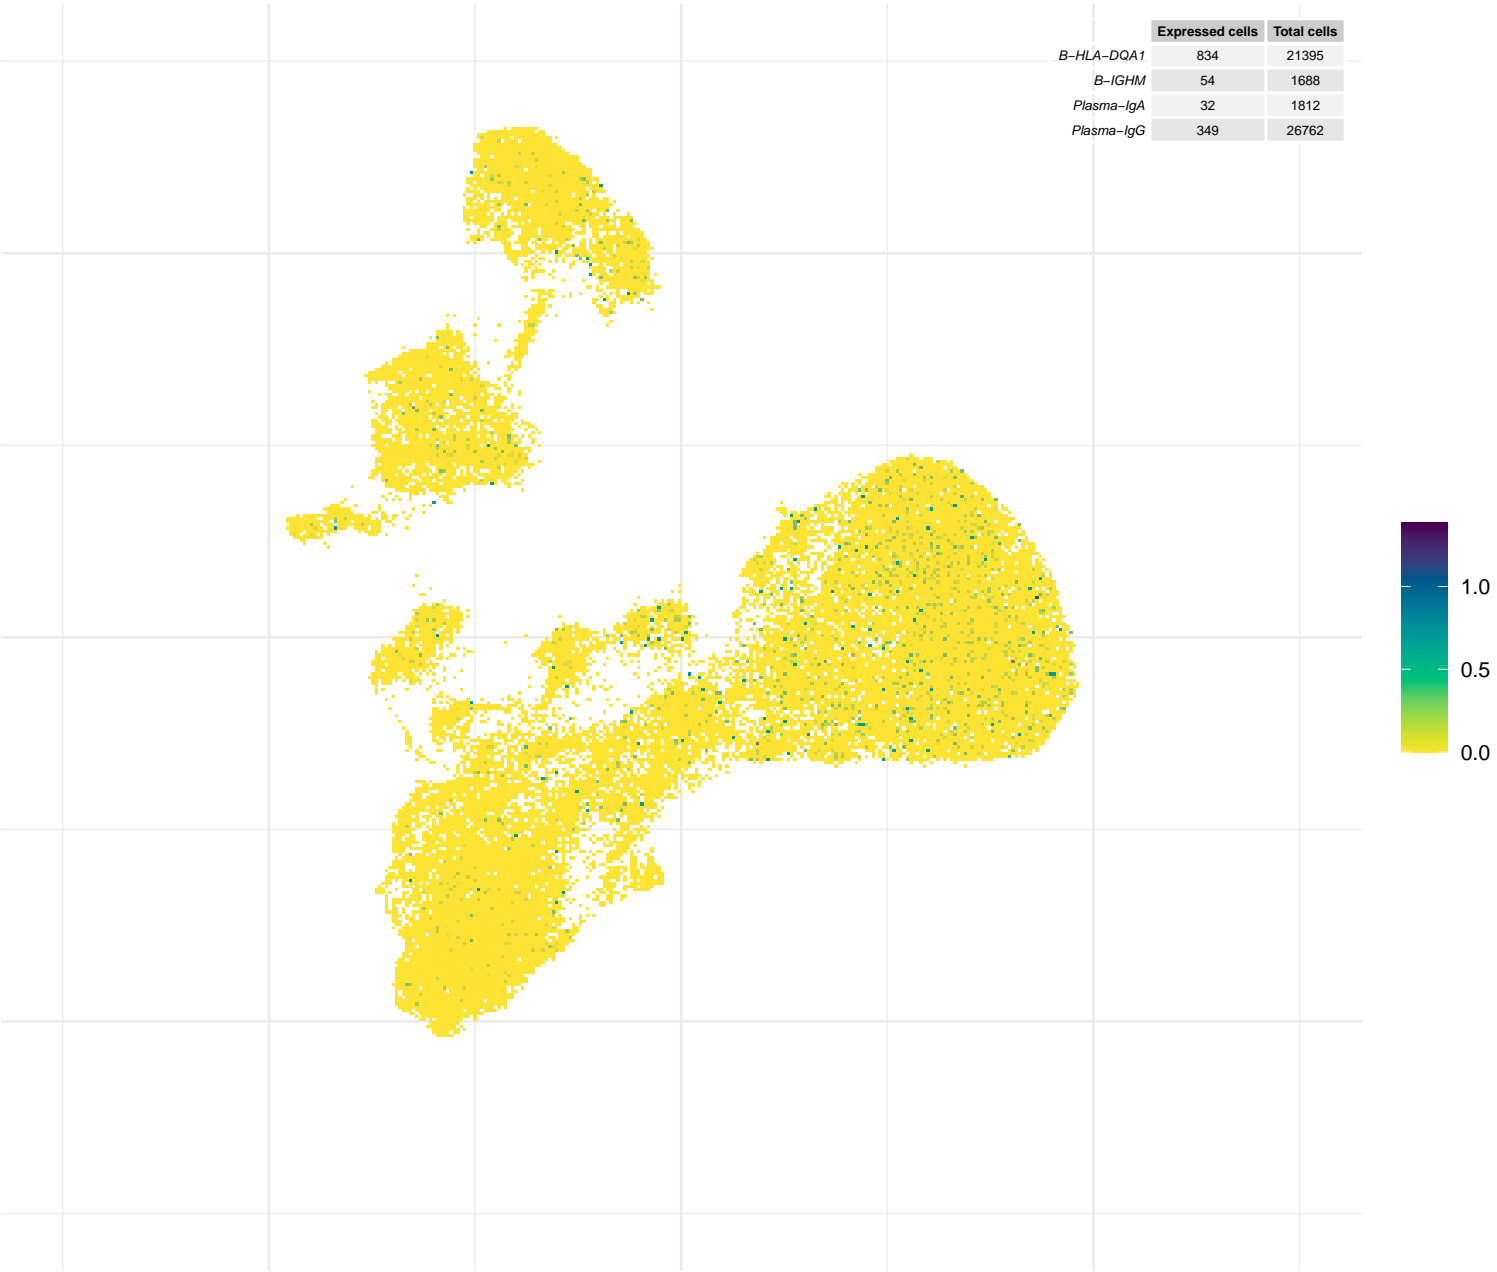 Expressed cells Total cells
B−HLA−DQA1 834 21395
B−IGHM 54 1688
Plasma−IgA 32 1812
Plasma−IgG 349 26762
1.0
0.5
0.0